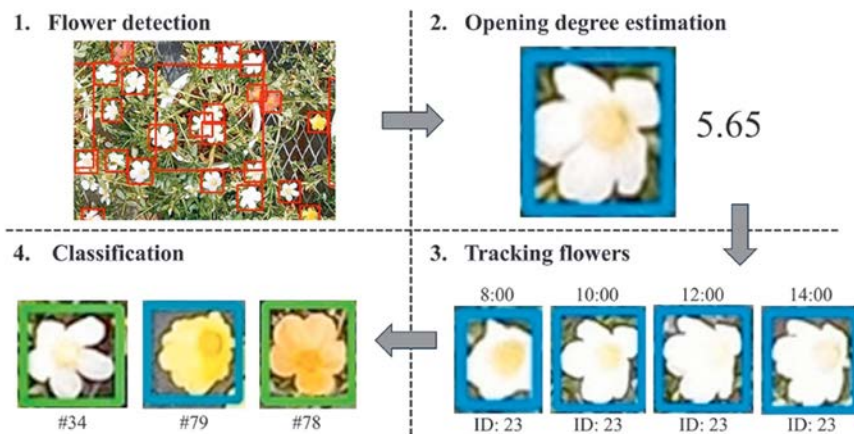 1. Flower detection
2. Opening degree estimation
5.65
4. Classification
#34 #79 #78
3. Tracking flowers
8:00 10:00 12:00 14:00
ID: 23 ID: 23 ID: 23 ID: 23